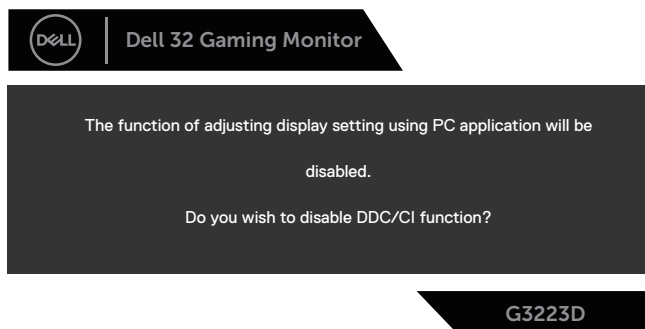 DELL
Dell 32 Gaming Monitor
The function of adjusting display setting using PC application will be
disabled.
Do you wish to disable DDC/CI function?
G3223D